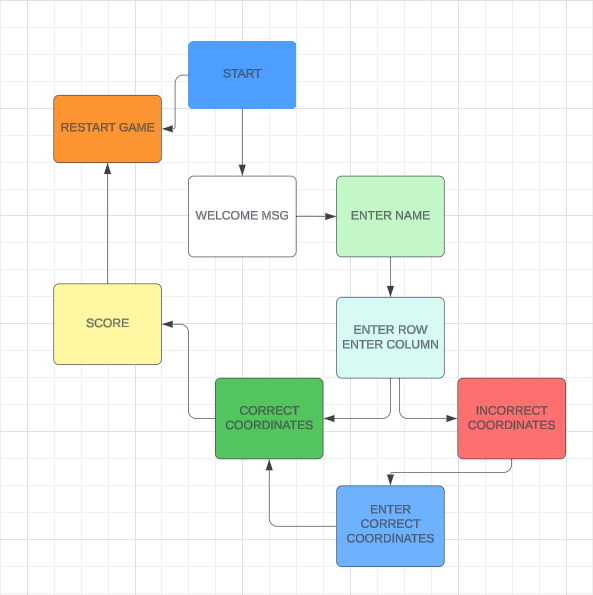 START
RESTART GAME
WELCOME MSG
ENTER NAME
SCORE
ENTER ROW
ENTER COLUMN
CORRECT
COORDINATES
INCORRECT
COORDINATES
ENTER
CORRECT
COORDINATES